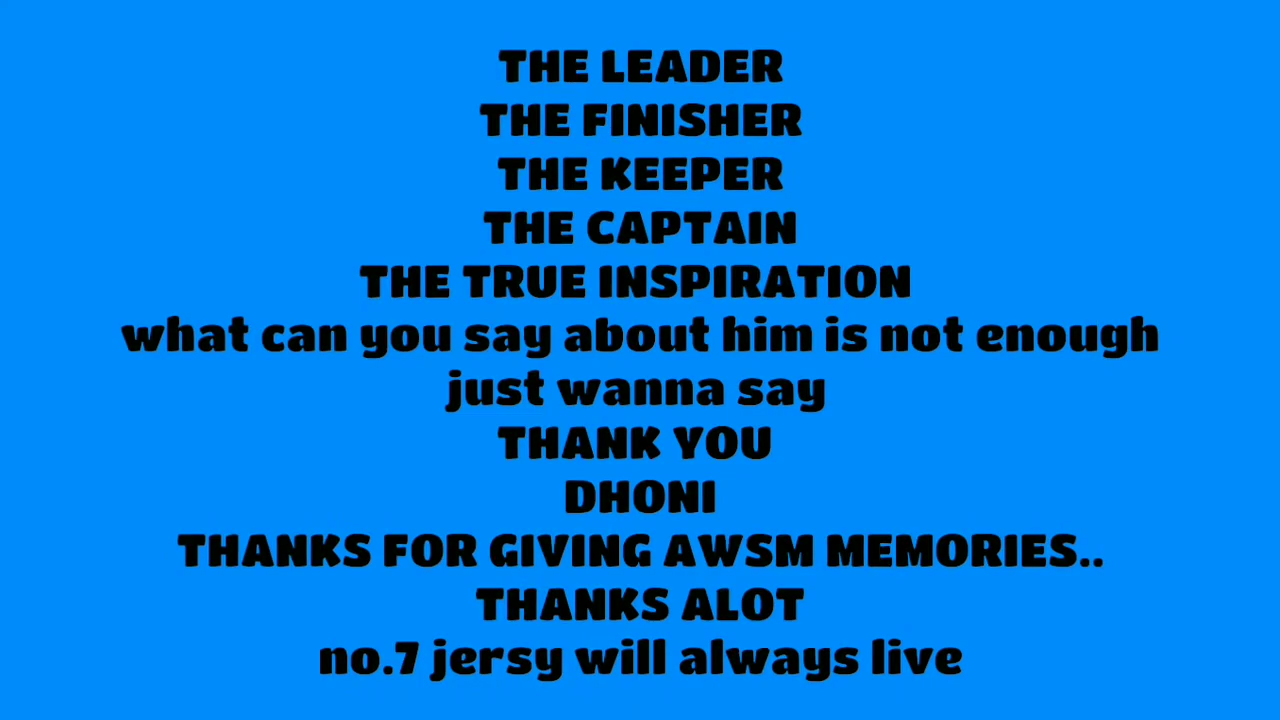 THE LEADER
THE FINISHER
THE KEEPER
THE CAPTAIN
THE TRUE INSPIRATION
what can you say about him is not enough
just wanna say
THANK YOU
DHONI
THANKS FOR GIVING AWSM MEMORIES..
THANKS ALOT
no.7 jersy will always live